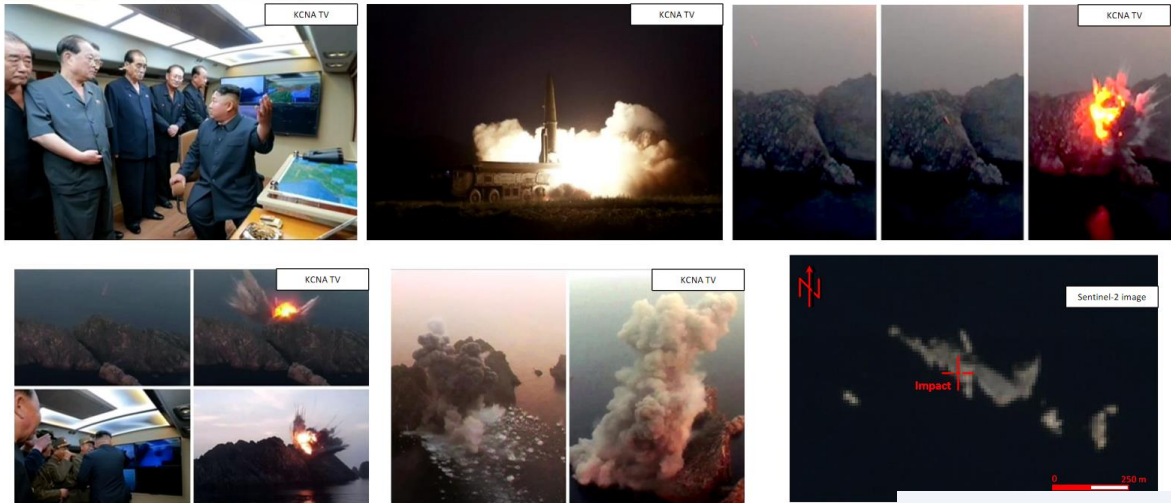 KCNA TV
KCNA TV
KCNA TV
KCNA TV
KCNA TV
Sentinel-2 image
N
Impact
0 250 m